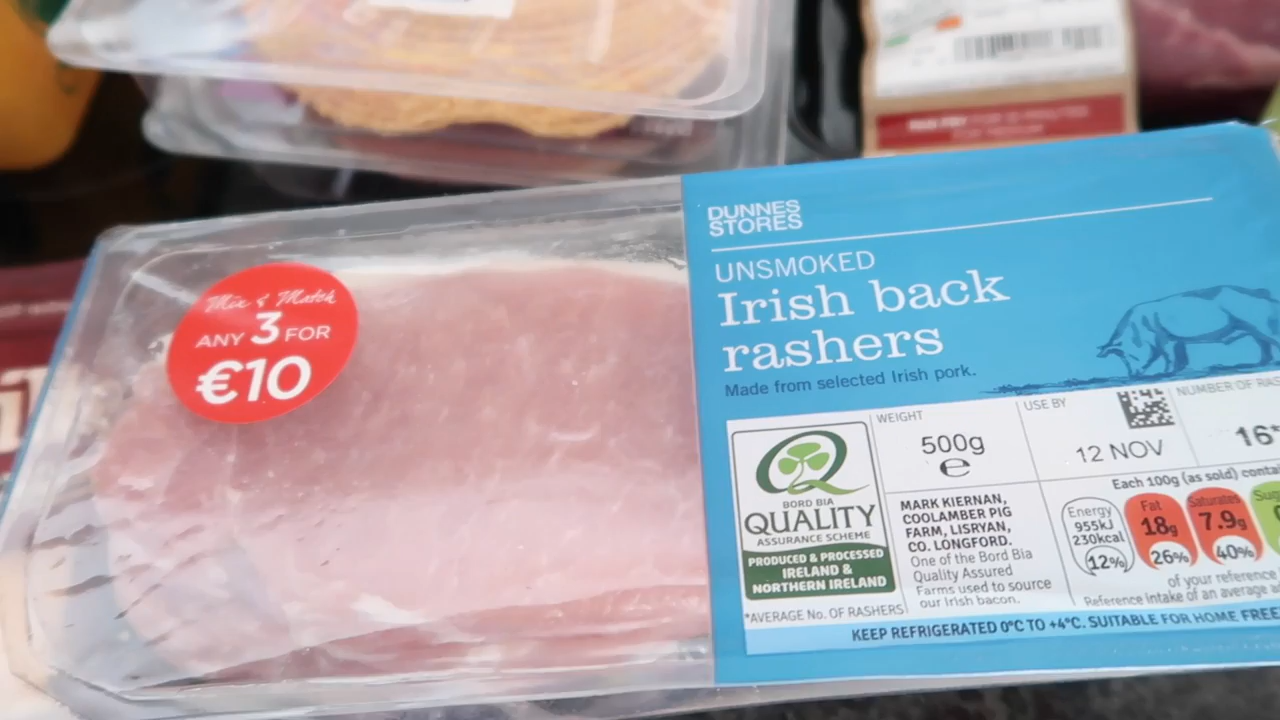 Mix & Match
ANY 3 FOR
€10
DUNNES
STORES
UNSMOKED
Irish back
rashers
Made from selected Irish pork.
BORD BIA
QUALITY
ASSURANCE SCHEME
PRODUCED & PROCESSED
IRELAND &
NORTHERN IRELAND
*AVERAGE No. OF RASHERS
WEIGHT
500g
e
USE BY
12 NOV
NUMBER OF
16*
MARK KIERNAN,
COOLAMBER PIG
FARM, LISRYAN,
CO. LONGFORD.
One of the Bord Bia
Quality Assured
Farms used to source
our Irish bacon.
Each 100g (as sold)
Energy
955kJ
230kcal
12%
Fat
18g
26%
Saturates
7.9g
40%
of your reference
Reference intake of an average
KEEP REFRIGERATED 0°C TO +4°C. SUITABLE FOR HOME